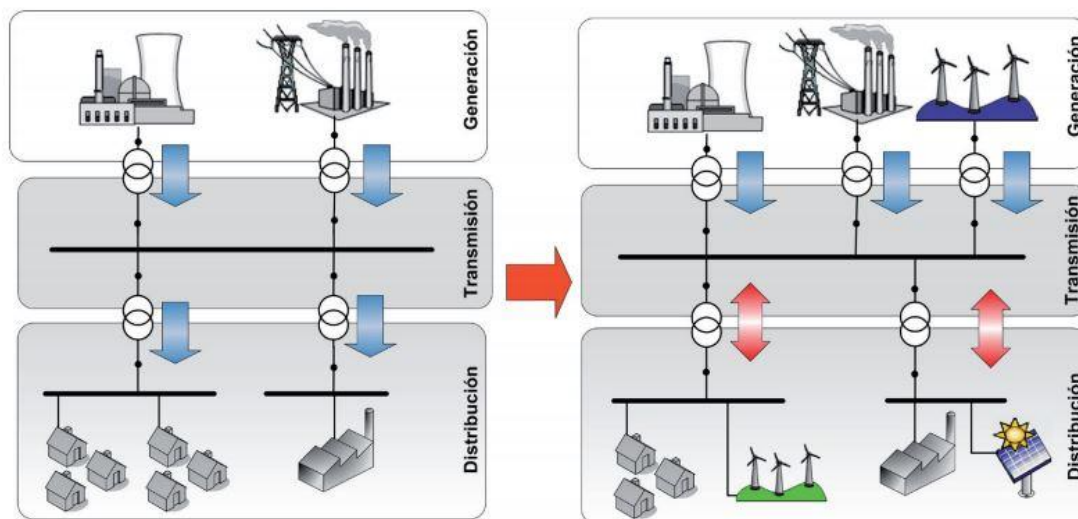 Generación
Transmisión
Distribución
Generación
Transmisión
Distribución